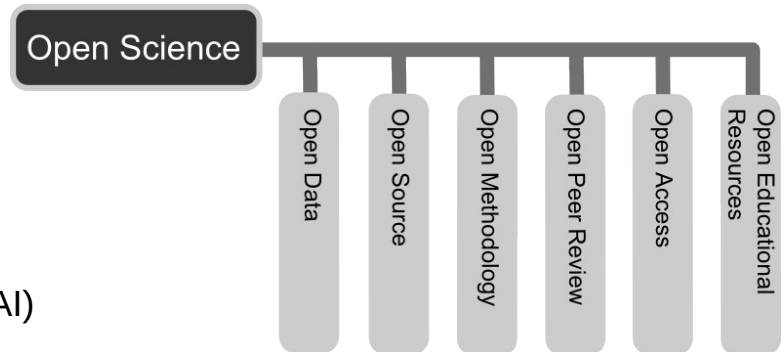 Open Science
Open Data
Open Source
Open Methodology
Open Peer Review
Open Access
Open Educational
Resources
AI)